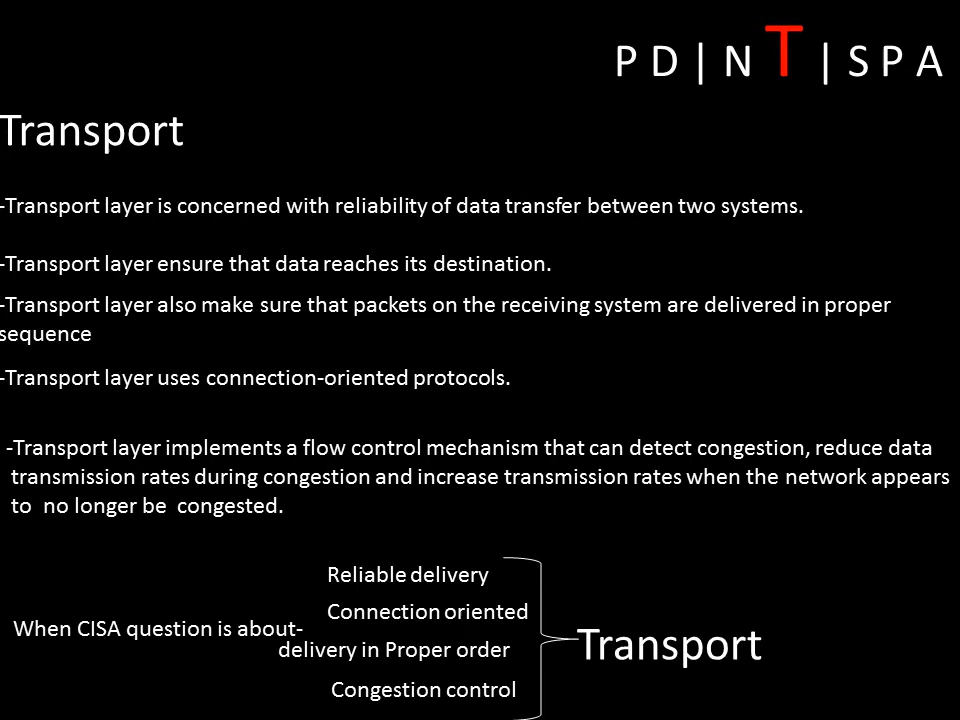 P D | N T | S P A
Transport
-Transport layer is concerned with reliability of data transfer between two systems.
-Transport layer ensure that data reaches its destination.
-Transport layer also make sure that packets on the receiving system are delivered in proper
sequence
-Transport layer uses connection-oriented protocols.
-Transport layer implements a flow control mechanism that can detect congestion, reduce data
transmission rates during congestion and increase transmission rates when the network appears
to no longer be congested.
When CISA question is about-
Reliable delivery
Connection oriented
delivery in Proper order
Congestion control
Transport